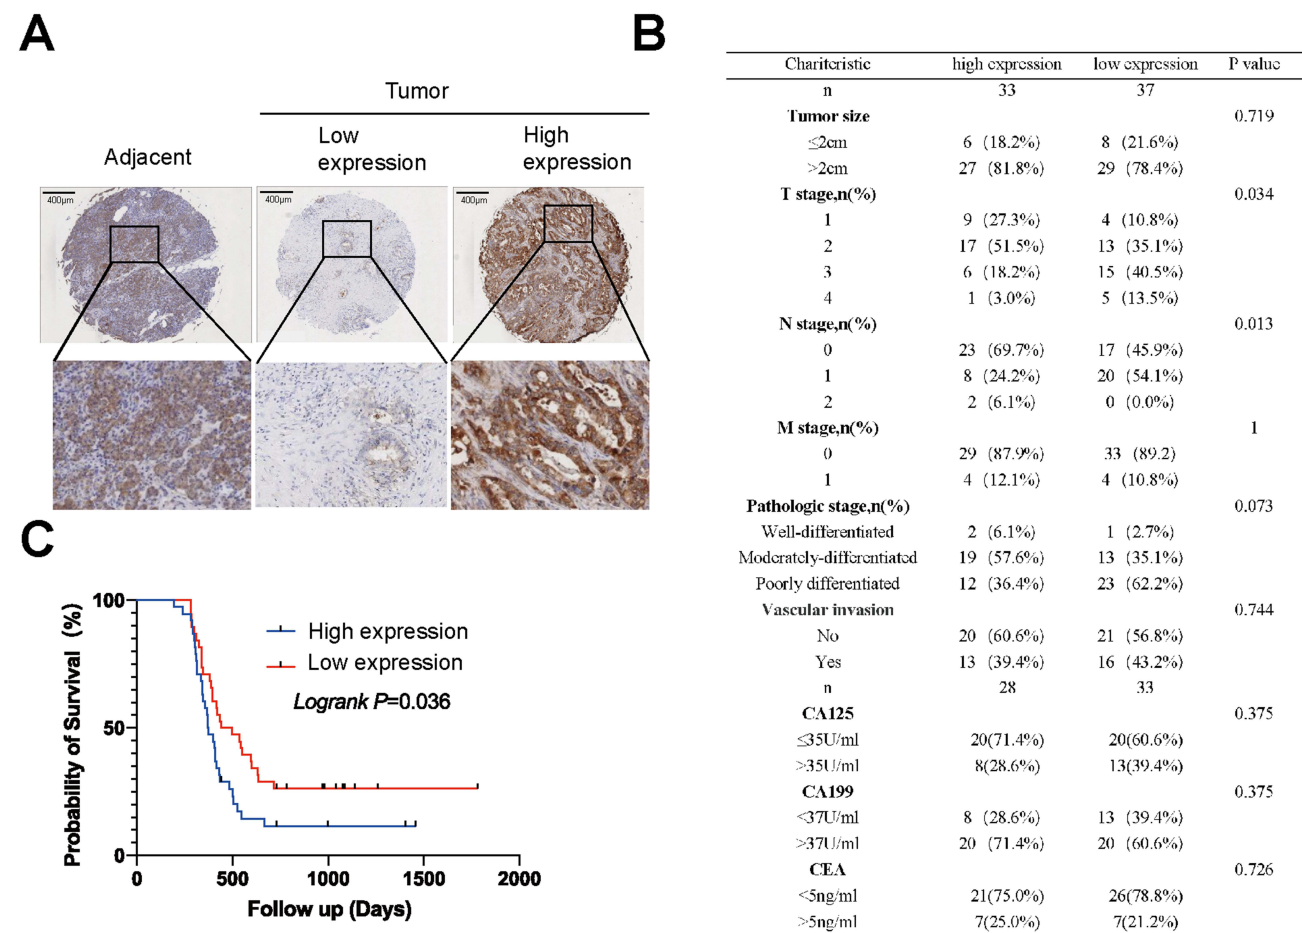 A
Tumor
Adjacent
Low
expression
High
expression
400μm
400μm
400μm
B
Chariteristic high expression low expression P value
n 33 37
Tumor size 0.719
≤2cm 6 (18.2%) 8 (21.6%)
>2cm 27 (81.8%) 29 (78.4%)
T stage,n(%) 0.034
1 9 (27.3%) 4 (10.8%)
2 17 (51.5%) 13 (35.1%)
3 6 (18.2%) 15 (40.5%)
4 1 (3.0%) 5 (13.5%)
N stage,n(%) 0.013
0 23 (69.7%) 17 (45.9%)
1 8 (24.2%) 20 (54.1%)
2 2 (6.1%) 0 (0.0%)
M stage,n(%) 1
0 29 (87.9%) 33 (89.2)
1 4 (12.1%) 4 (10.8%)
Pathologic stage,n(%) 0.073
Well-differentiated 2 (6.1%) 1 (2.7%)
Moderately-differentiated 19 (57.6%) 13 (35.1%)
Poorly differentiated 12 (36.4%) 23 (62.2%)
Vascular invasion 0.744
No 20 (60.6%) 21 (56.8%)
Yes 13 (39.4%) 16 (43.2%)
n 28 33
CA125 0.375
≤35U/ml 20(71.4%) 20(60.6%)
>35U/ml 8(28.6%) 13(39.4%)
CA199 0.375
<37U/ml 8 (28.6%) 13 (39.4%)
>37U/ml 20 (71.4%) 20 (60.6%)
CEA 0.726
<5ng/ml 21(75.0%) 26(78.8%)
>5ng/ml 7(25.0%) 7(21.2%)
C
Probability of Survival (%)
100
50
0
High expression
Low expression
Logrank P=0.036
0 500 1000 1500 2000
Follow up (Days)